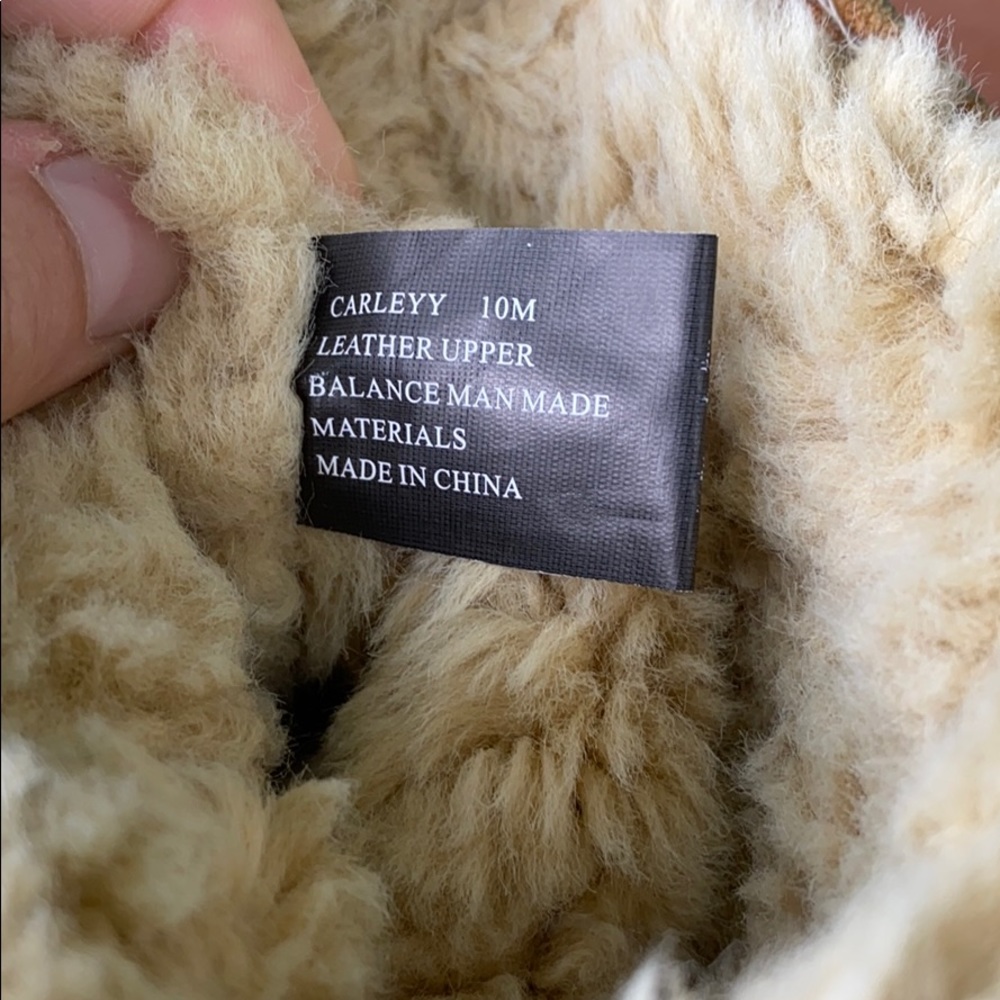 CARLEYY 10M
LEATHER UPPER
BALANCE MAN MADE
MATERIALS
MADE IN CHINA